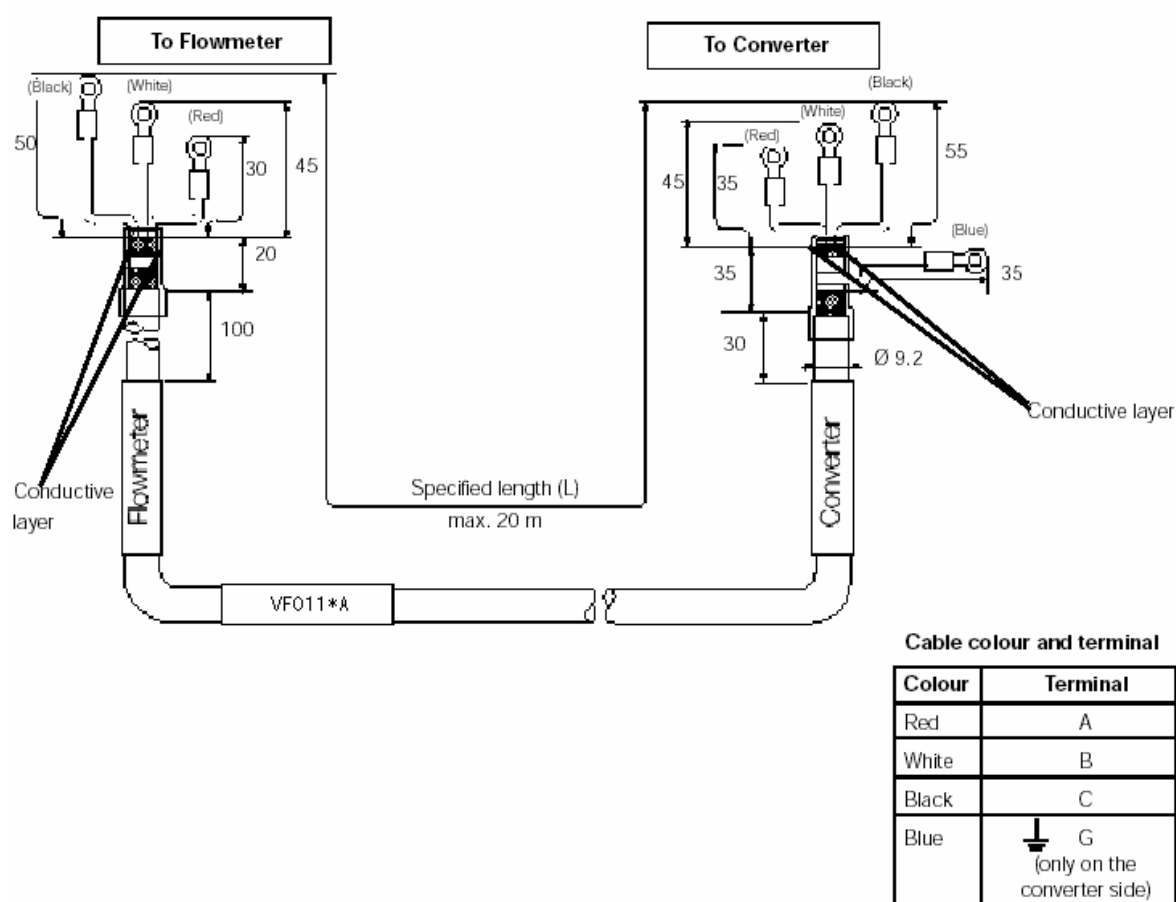 To Flowmeter
To Converter
(Black)
(White)
(Red)
50
30
45
20
100
(Black)
(White)
(Red)
45
35
55
(Blue)
35
35
30
Ø 9.2
Conductive layer
Conductive
layer
Flowmeter
Converter
Specified length (L)
max. 20 m
VF011*A
Cable colour and terminal
Colour Terminal
Red A
White B
Black C
Blue G
(only on the
converter side)